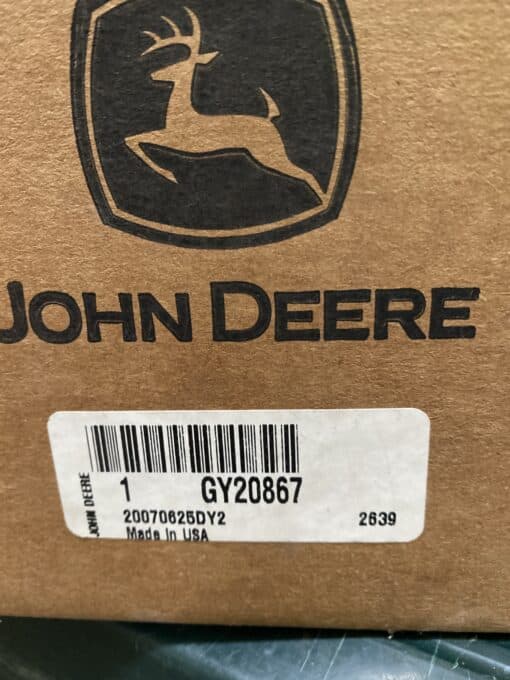 JOHN DEERE
JOHN DEERE
1 GY20867
20070625DY2 2639
Made in USA